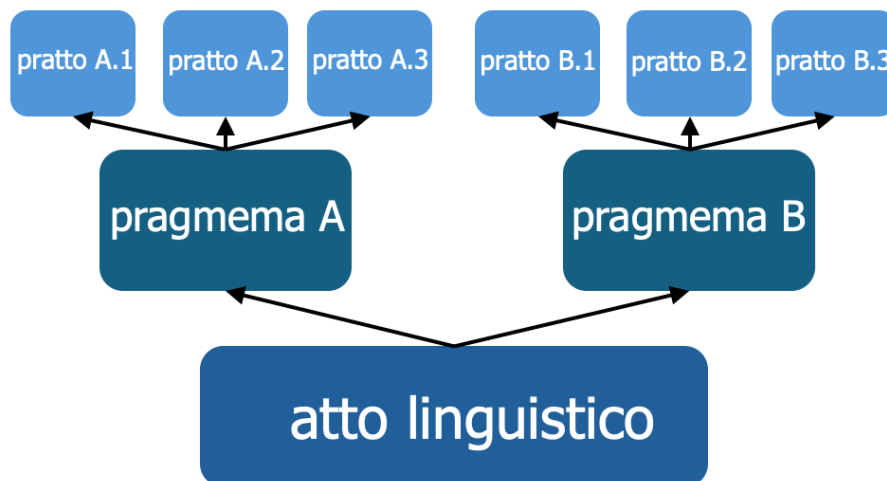 pratto A.1
pratto A.2
pratto A.3
pratto B.1
pratto B.2
pratto B.3
pragmema A
pragmema B
atto linguistico